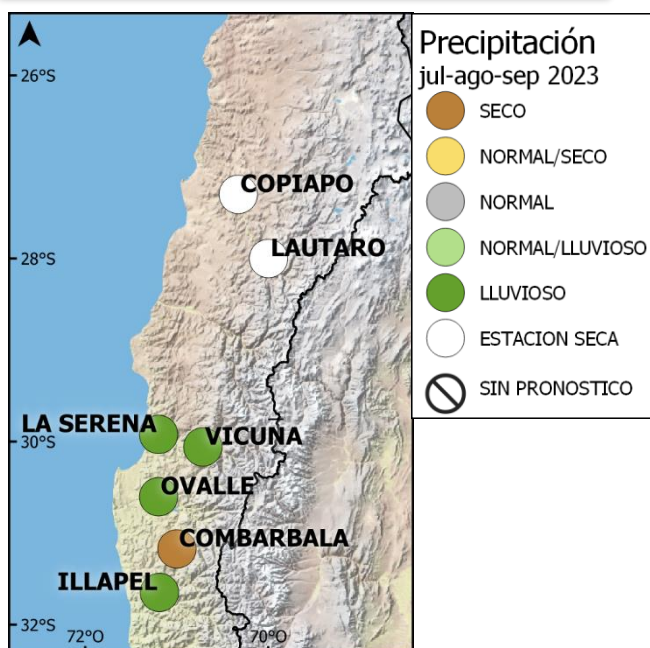 Precipitación
jul-ago-sep 2023
SECO
NORMAL/SECO
NORMAL
NORMAL/LLUVIOSO
LLUVIOSO
ESTACION SECA
SIN PRONOSTICO
26°S
COPIAPO
LAUTARO
28°S
LA SERENA
VICUNA
30°S
OVALLE
COMBARBALA
ILLAPEL
32°S
72°O
70°O